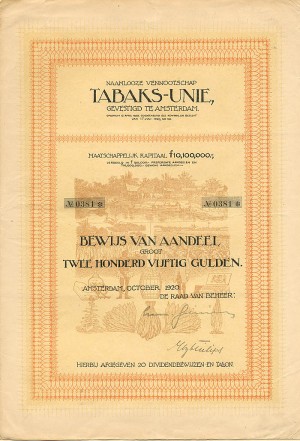 NAAMLOOZE VENNOOTSCHAP
TABAKS-UNIE,
GEVESTIGD TE AMSTERDAM.
MAATSCHAPPELIJK KAPITAAL f10,100,000,-
№ 0381 № 0381
BEWIJS VAN AANDEEL
GROOT
TWEE HONDERD VIJFTIG GULDEN.
AMSTERDAM, OCTOBER 1920.
DE RAAD VAN BEHEER:
HIERBIJ AFGEGEVEN 20 DIVIDENDBEWIJZEN EN TALON